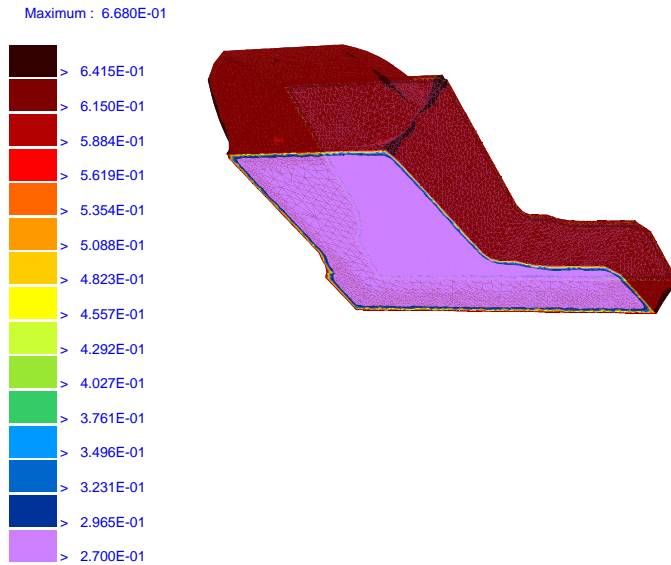 Maximum : 6.680E-01
> 6.415E-01
> 6.150E-01
> 5.884E-01
> 5.619E-01
> 5.354E-01
> 5.088E-01
> 4.823E-01
> 4.557E-01
> 4.292E-01
> 4.027E-01
> 3.761E-01
> 3.496E-01
> 3.231E-01
> 2.965E-01
> 2.700E-01